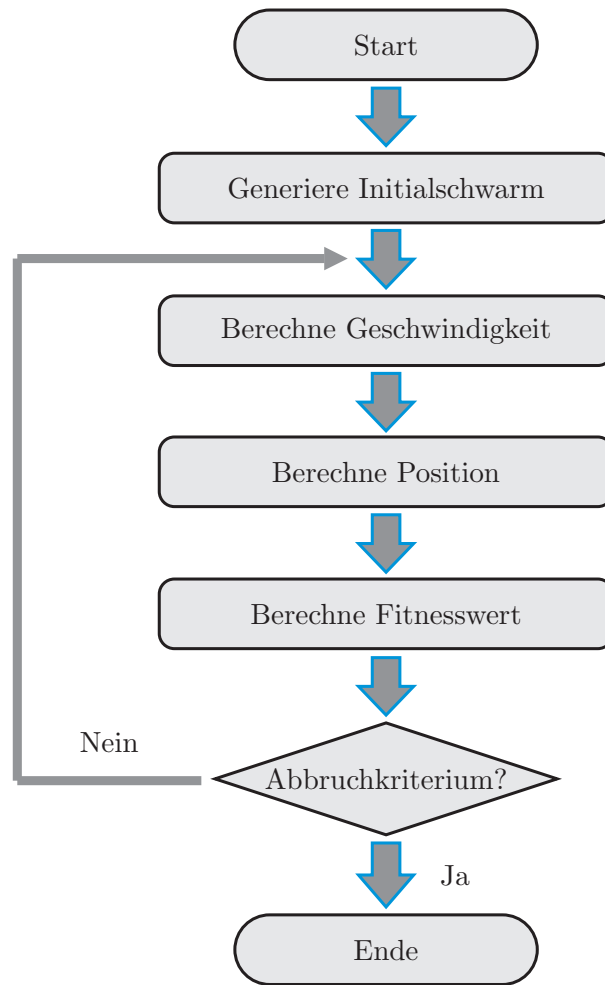 Start
Generiere Initialschwarm
Berechne Geschwindigkeit
Berechne Position
Berechne Fitnesswert
Nein
Abbruchkriterium?
Ja
Ende